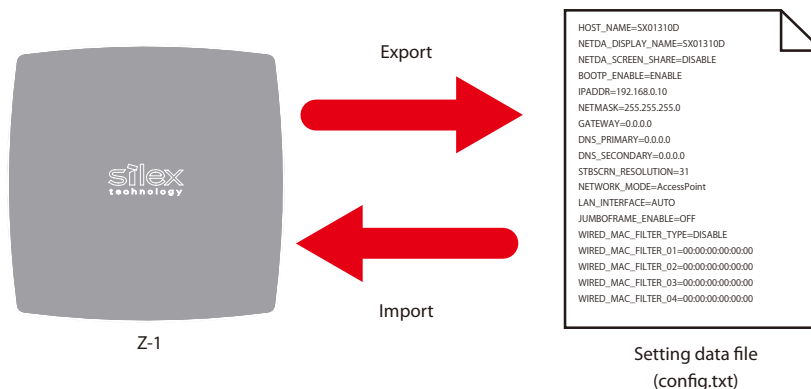 Export
silex
technology
Import
Z-1
HOST_NAME=SX01310D
NETDA_DISPLAY_NAME=SX01310D
NETDA_SCREEN_SHARE=DISABLE
BOOTP_ENABLE=ENABLE
IPADDR=192.168.0.10
NETMASK=255.255.255.0
GATEWAY=0.0.0.0
DNS_PRIMARY=0.0.0.0
DNS_SECONDARY=0.0.0.0
STBSCRN_RESOLUTION=31
NETWORK_MODE=AccessPoint
LAN_INTERFACE=AUTO
JUMBOFRAME_ENABLE=OFF
WIRED_MAC_FILTER_TYPE=DISABLE
WIRED_MAC_FILTER_01=00:00:00:00:00:00
WIRED_MAC_FILTER_02=00:00:00:00:00:00
WIRED_MAC_FILTER_03=00:00:00:00:00:00
WIRED_MAC_FILTER_04=00:00:00:00:00:00
Setting data file
(config.txt)